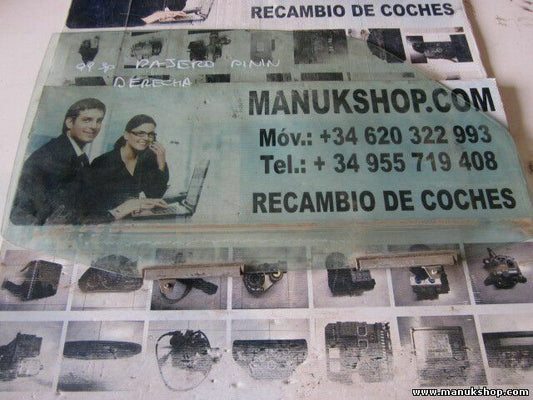 RECAMBIO DE COCHES
PAJERO PININ
DERECHA
MANUKSHOP.COM
Móv.: +34 620 322 993
Tel.: + 34 955 719 408
RECAMBIO DE COCHES
www.manukshop.com